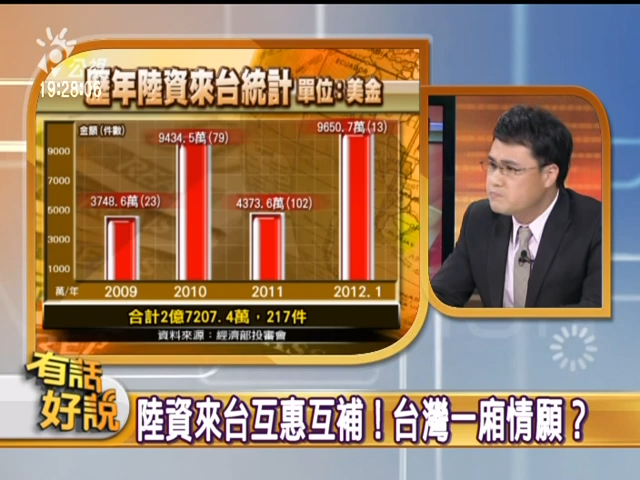 公視
19:28:06
歷年陸資來台統計 單位：美金
金額(件數)
9000
7000
5000
3000
1000
3748.6萬(23)
9434.5萬(79)
4373.6萬(102)
9650.7萬(13)
萬/年
2009
2010
2011
2012.1
合計2億7207.4萬，217件
資料來源：經濟部投審會
有話好說
陸資來台互惠互補！台灣一廂情願？